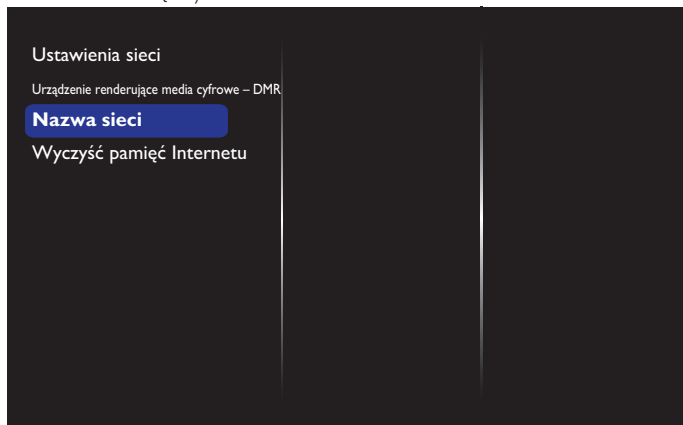 Ustawienia sieci
Urządzenie renderujące media cyfrowe – DMR
Nazwa sieci
Wyczyść pamięć Internetu